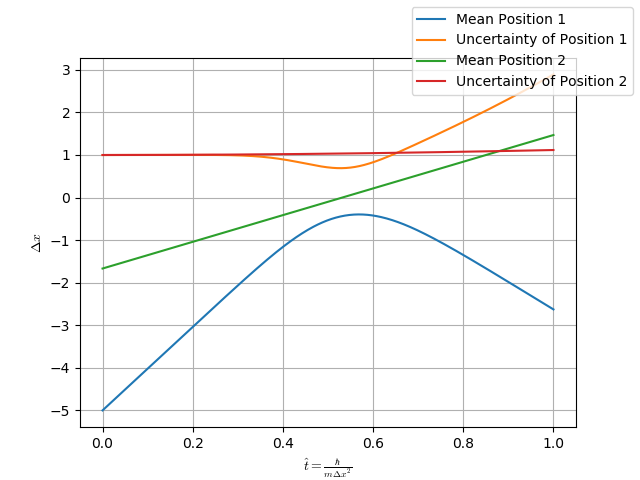 Mean Position 1
Uncertainty of Position 1
Mean Position 2
Uncertainty of Position 2
3
2
1
0
−1
−2
−3
−4
−5
Δx
0.0 0.2 0.4 0.6 0.8 1.0
t̂ = ħ/(mΔx²)